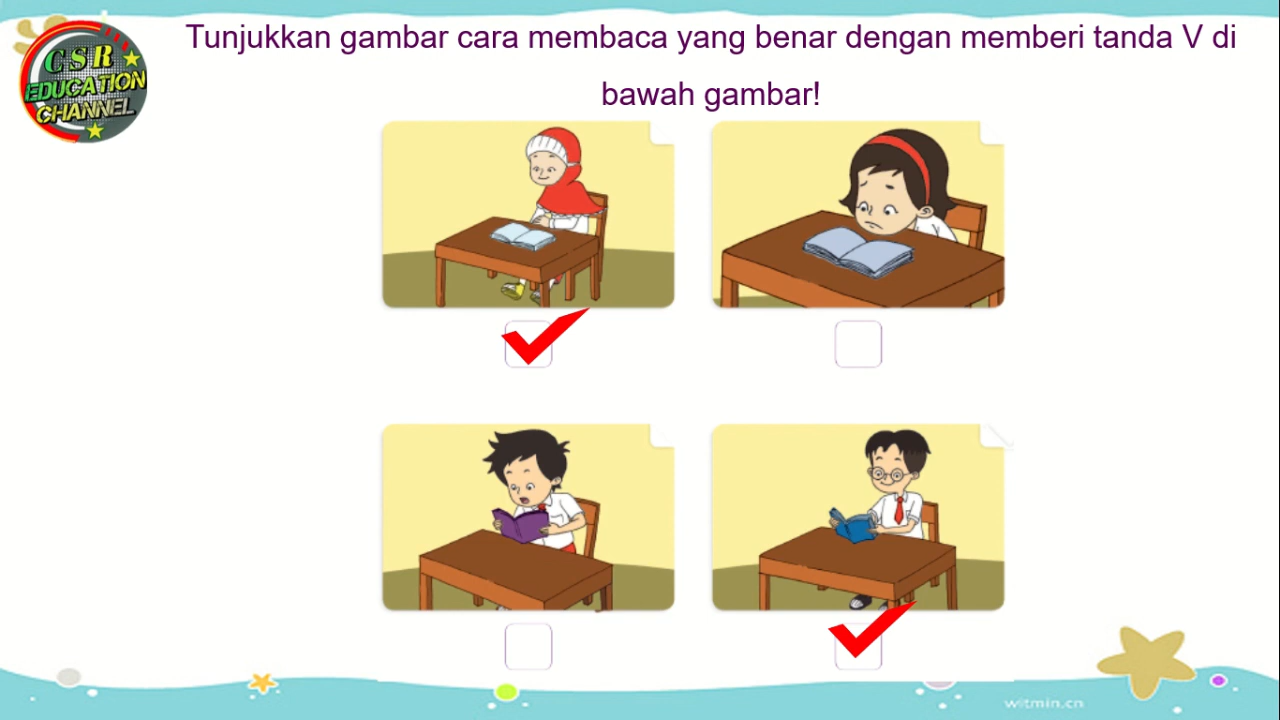 Tunjukkan gambar cara membaca yang benar dengan memberi tanda V di
bawah gambar!
CSR
EDUCATION
CHANNEL
witmin.cn